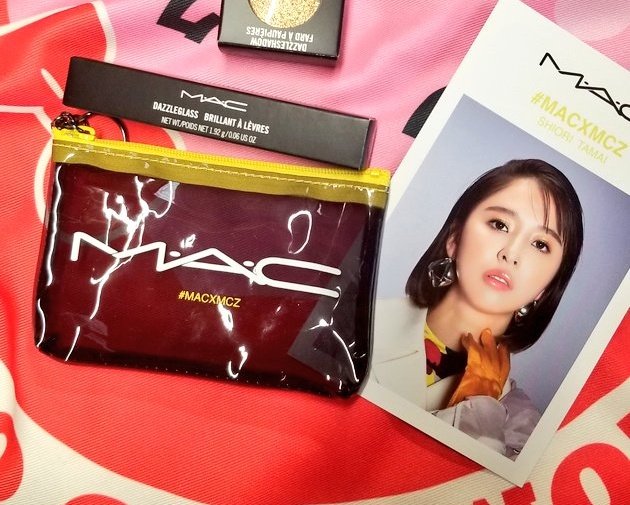 DAZZLESHADOW
FARD À PAUPIÈRES
M·A·C
DAZZLEGLASS BRILLANT À LÈVRES
NET WT./POIDS NET 1.92 g / 0.06 US OZ
M·A·C
#MACXMCZ
#MACXMCZ
SHIORI TAMAI